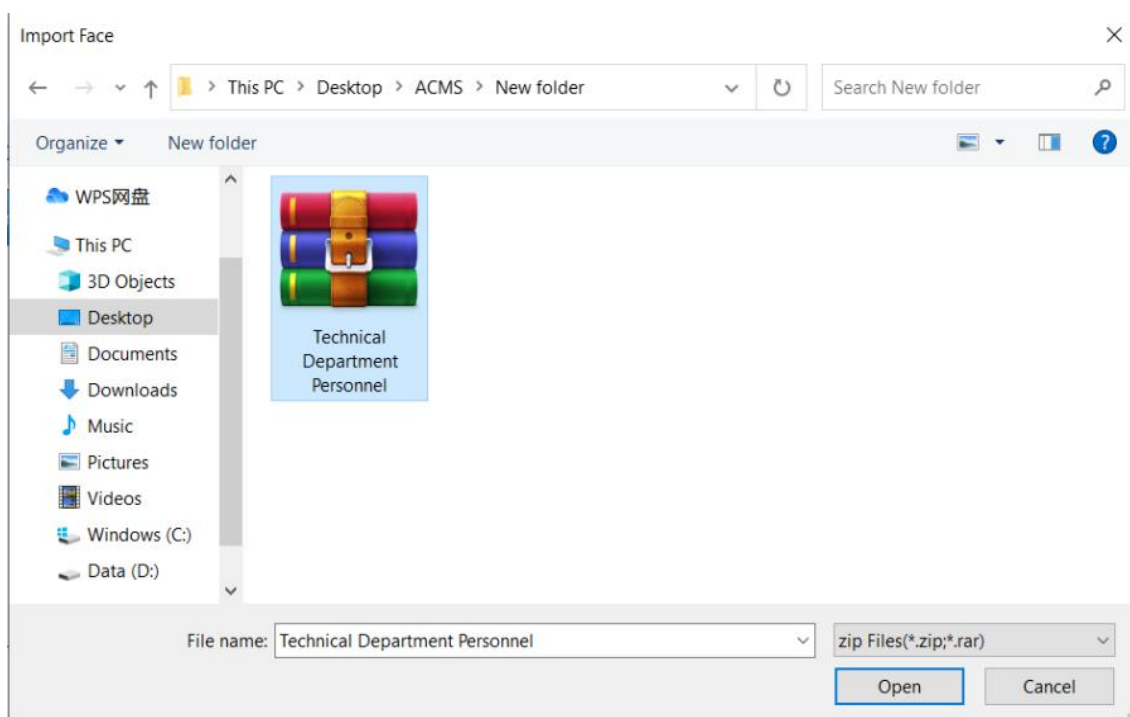 Import Face
This PC > Desktop > ACMS > New folder
Search New folder
Organize
New folder
WPS网盘
This PC
3D Objects
Desktop
Documents
Downloads
Music
Pictures
Videos
Windows (C:)
Data (D:)
Technical
Department
Personnel
File name: Technical Department Personnel
zip Files(*.zip;*.rar)
Open
Cancel